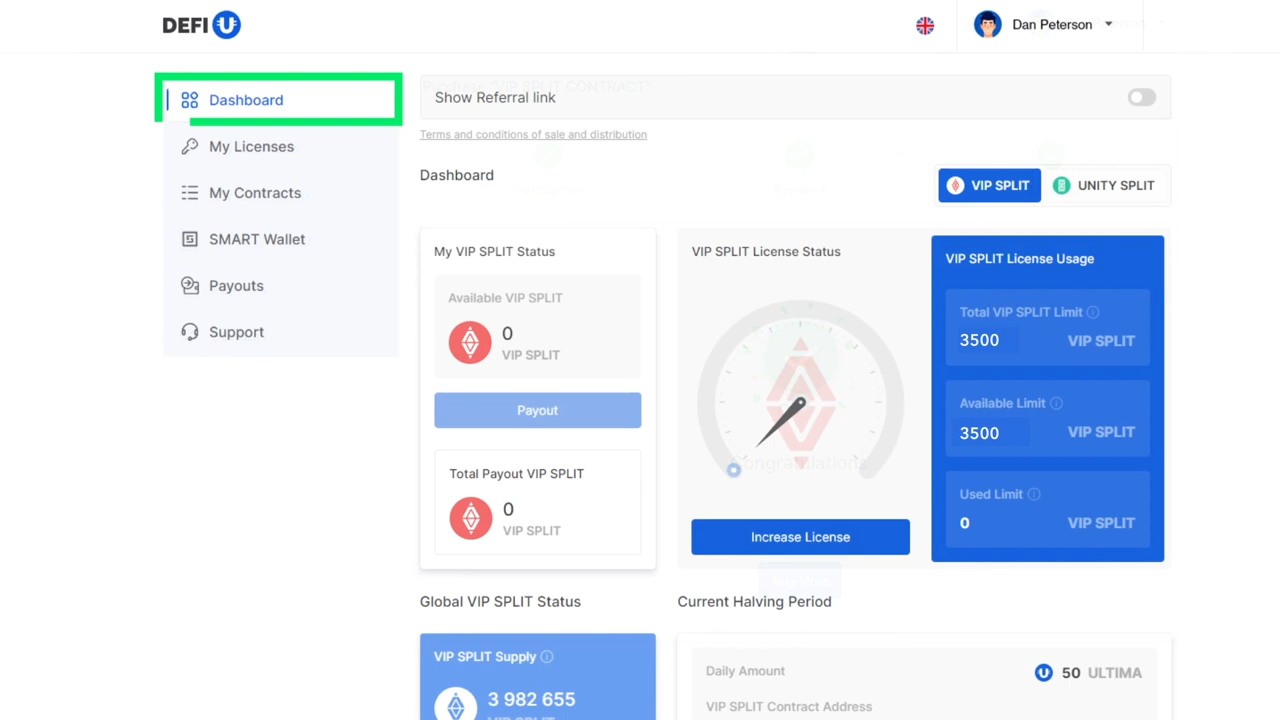 DEFI U
Dan Peterson
Dashboard
My Licenses
My Contracts
SMART Wallet
Payouts
Support
Show Referral link
Terms and conditions of sale and distribution
Dashboard
VIP SPLIT
UNITY SPLIT
My VIP SPLIT Status
Available VIP SPLIT
0
VIP SPLIT
Payout
Total Payout VIP SPLIT
0
VIP SPLIT
VIP SPLIT License Status
Congratulations
Increase License
VIP SPLIT License Usage
Total VIP SPLIT Limit
3500 VIP SPLIT
Available Limit
3500 VIP SPLIT
Used Limit
0 VIP SPLIT
Global VIP SPLIT Status
VIP SPLIT Supply
3 982 655
VIP SPLIT
Current Halving Period
Daily Amount
50 ULTIMA
VIP SPLIT Contract Address